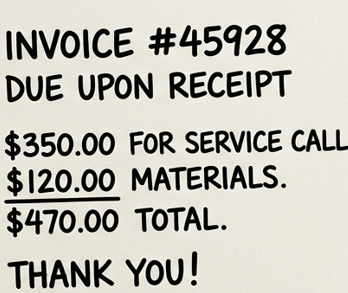 INVOICE #45928
DUE UPON RECEIPT
$350.00 FOR SERVICE CALL
$120.00 MATERIALS.
$470.00 TOTAL.
THANK YOU!